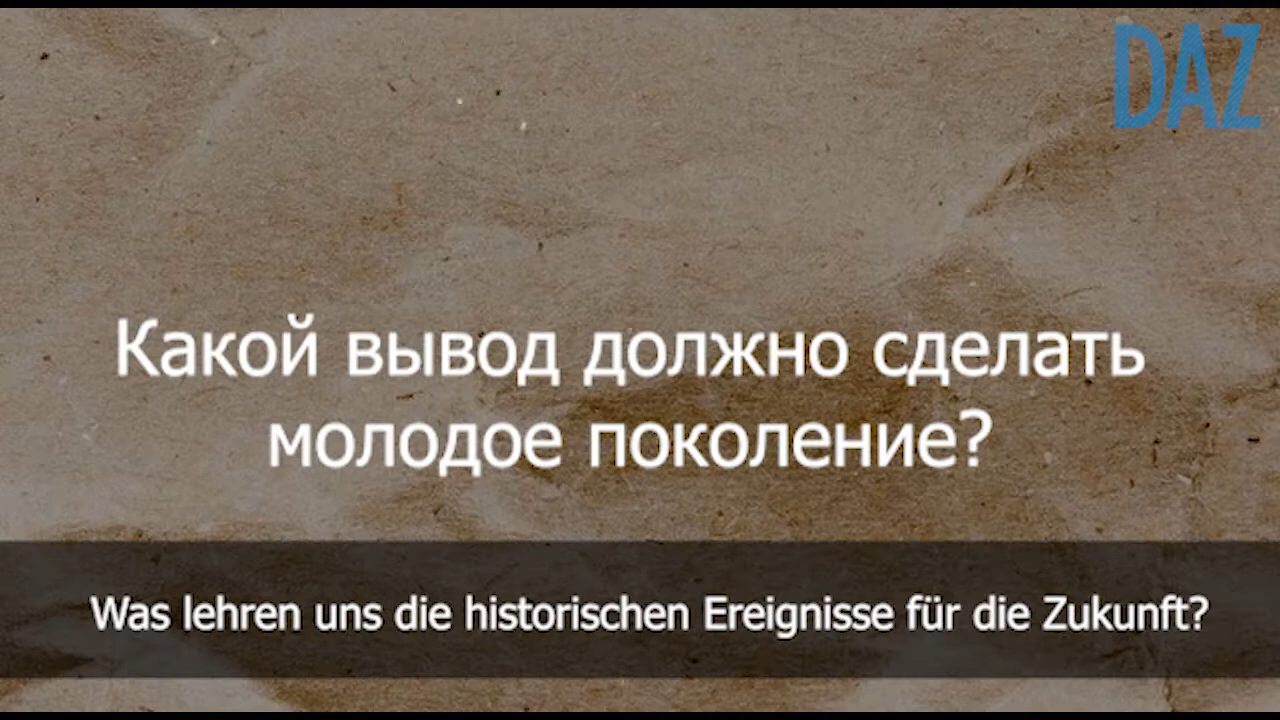 DAZ
Какой вывод должно сделать
молодое поколение?
Was lehren uns die historischen Ereignisse für die Zukunft?